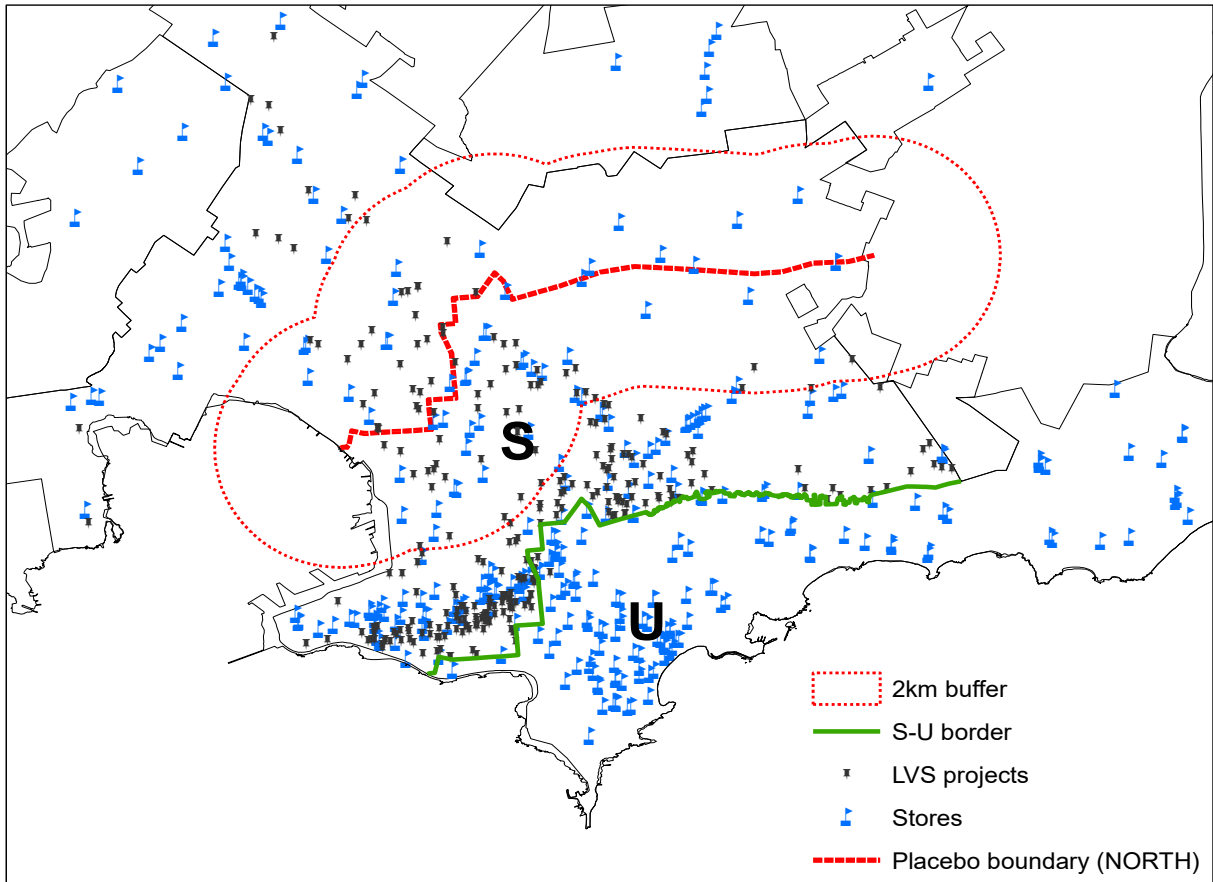 S
U
2km buffer
S-U border
LVS projects
Stores
Placebo boundary (NORTH)